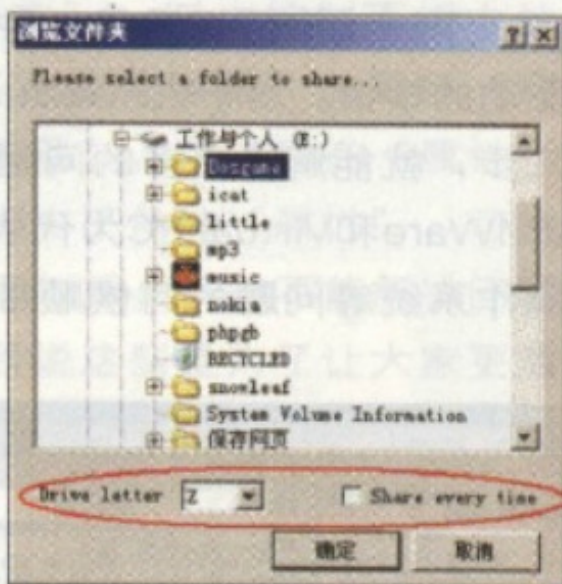 浏览文件夹
Please select a folder to share...
工作与个人 (E:)
Dosgame
icat
little
mp3
music
nokia
phpgb
RECYCLED
snowleaf
System Volume Information
保存网页
Drive letter Z Share every time
确定 取消